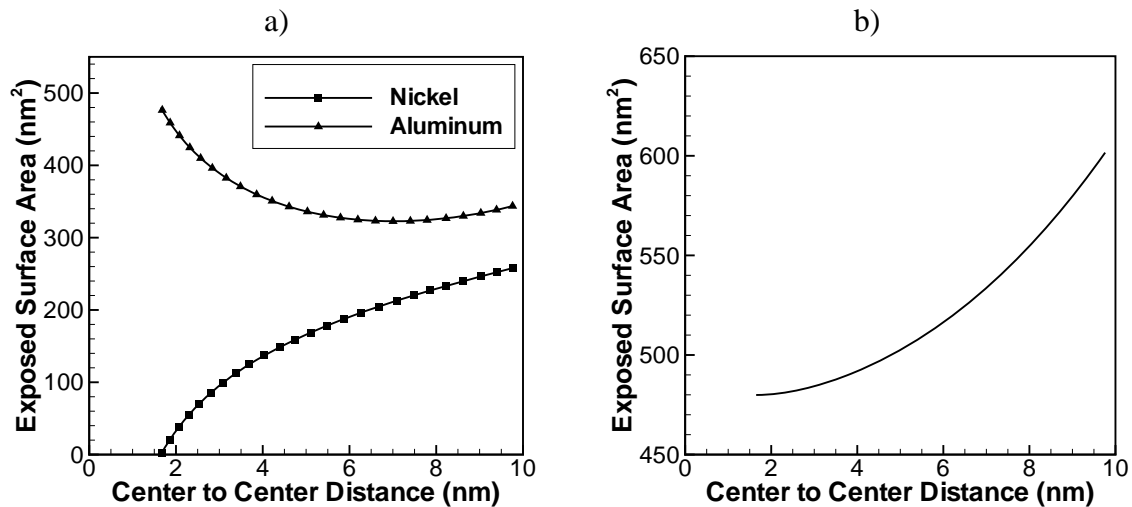 a)
b)
Exposed Surface Area (nm²)
500
400
300
200
100
0
Nickel
Aluminum
0 2 4 6 8 10
Center to Center Distance (nm)
Exposed Surface Area (nm²)
650
600
550
500
450
0 2 4 6 8 10
Center to Center Distance (nm)